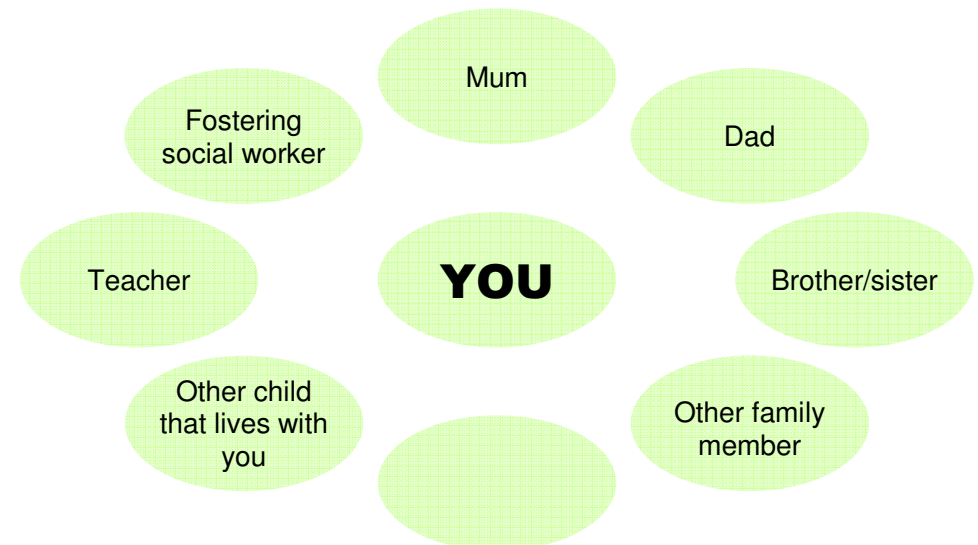 Mum
Fostering
social worker
Dad
Teacher
YOU
Brother/sister
Other child
that lives with
you
Other family
member